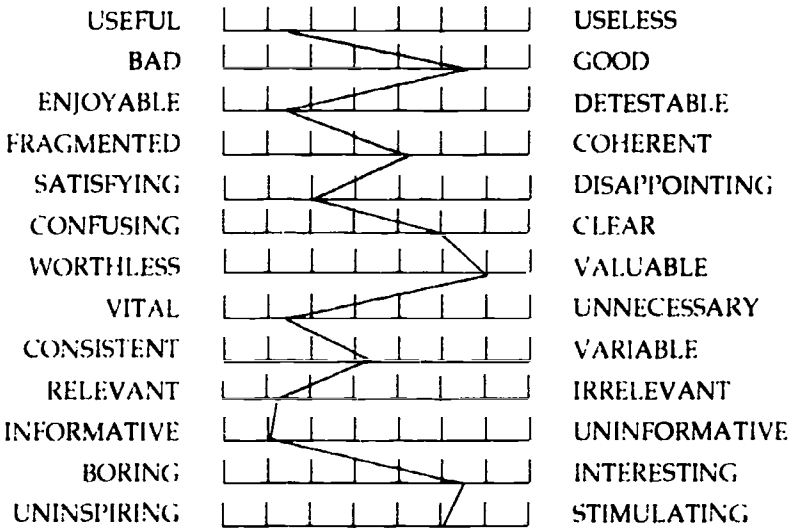 USEFUL USELESS
BAD GOOD
ENJOYABLE DETESTABLE
FRAGMENTED COHERENT
SATISFYING DISAPPOINTING
CONFUSING CLEAR
WORTHLESS VALUABLE
VITAL UNNECESSARY
CONSISTENT VARIABLE
RELEVANT IRRELEVANT
INFORMATIVE UNINFORMATIVE
BORING INTERESTING
UNINSPIRING STIMULATING